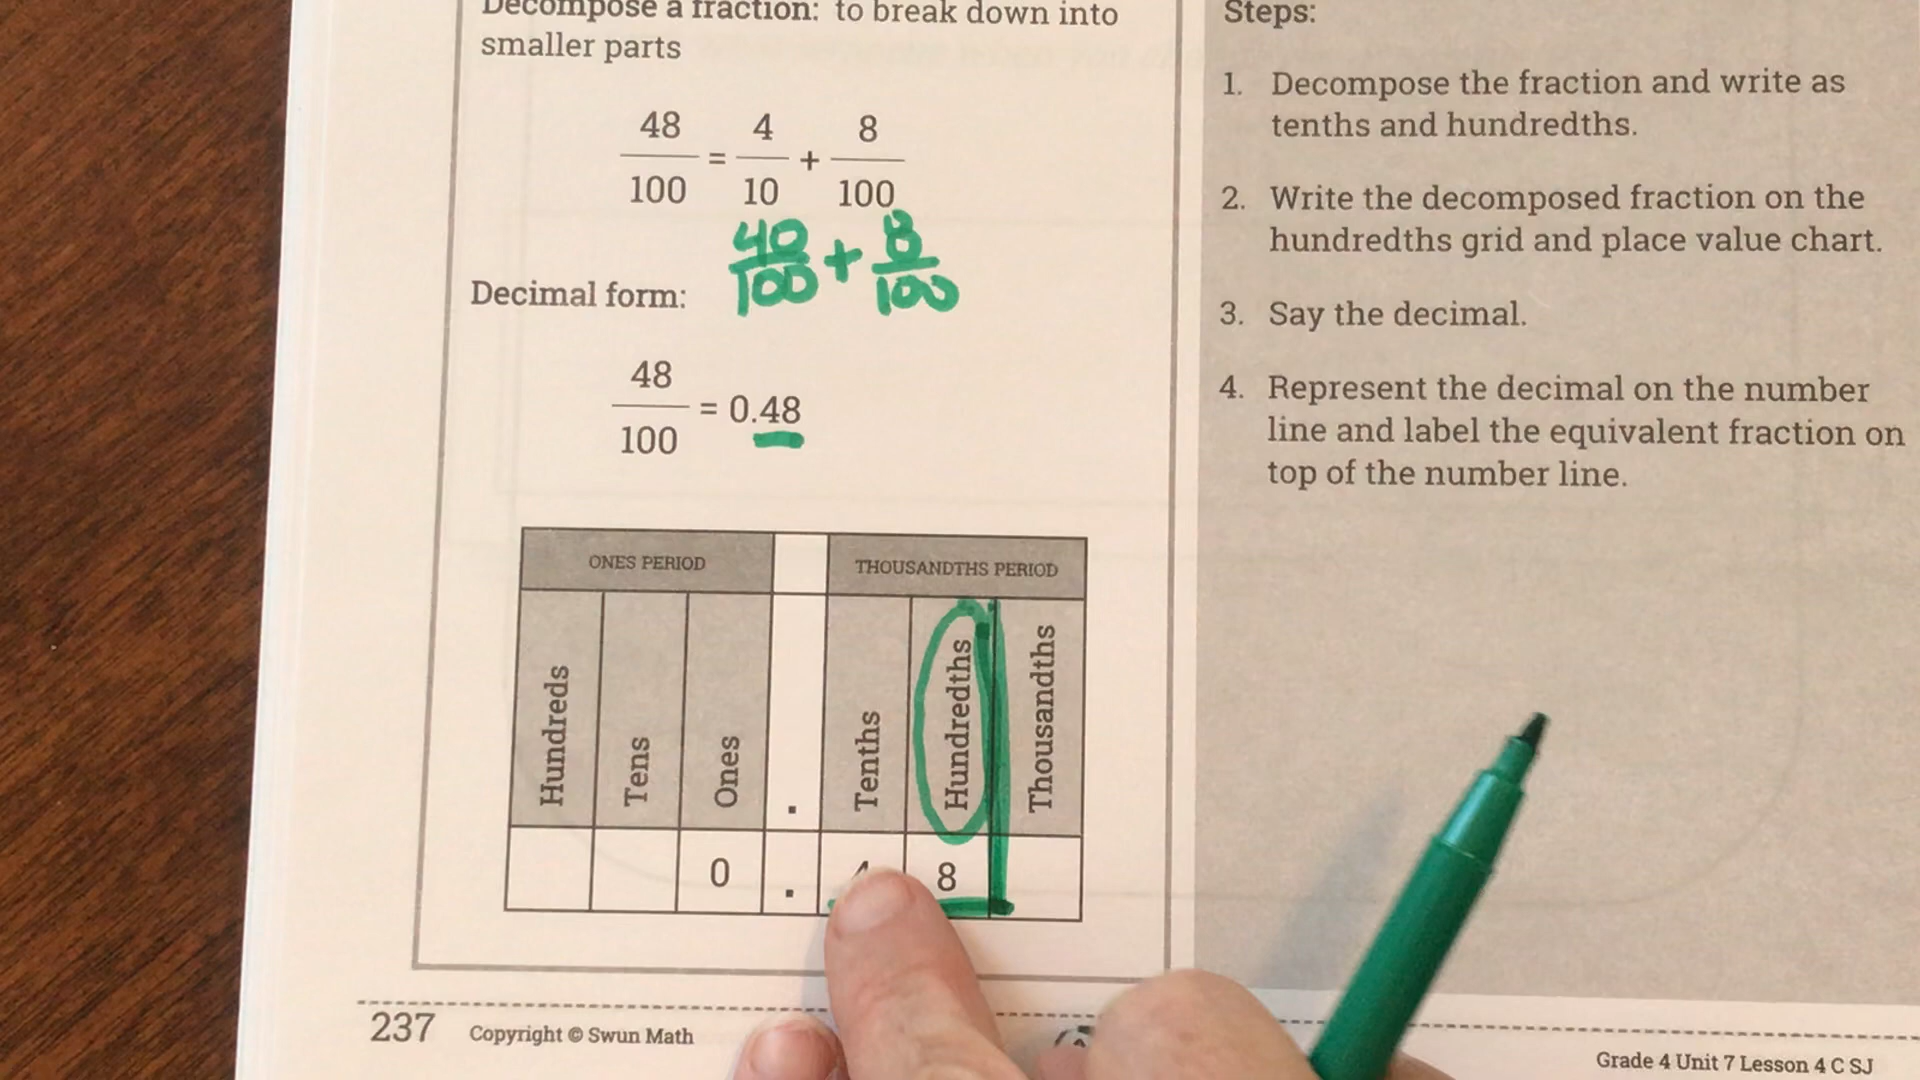 Decompose a fraction: to break down into
smaller parts
48/100 = 4/10 + 8/100
40/100 + 8/100
Decimal form:
48/100 = 0.48
ONES PERIOD THOUSANDTHS PERIOD
Hundreds Tens Ones . Tenths Hundredths Thousandths
0 . 8
237 Copyright © Swun Math
Steps:
1. Decompose the fraction and write as
tenths and hundredths.
2. Write the decomposed fraction on the
hundredths grid and place value chart.
3. Say the decimal.
4. Represent the decimal on the number
line and label the equivalent fraction on
top of the number line.
Grade 4 Unit 7 Lesson 4 C SJ